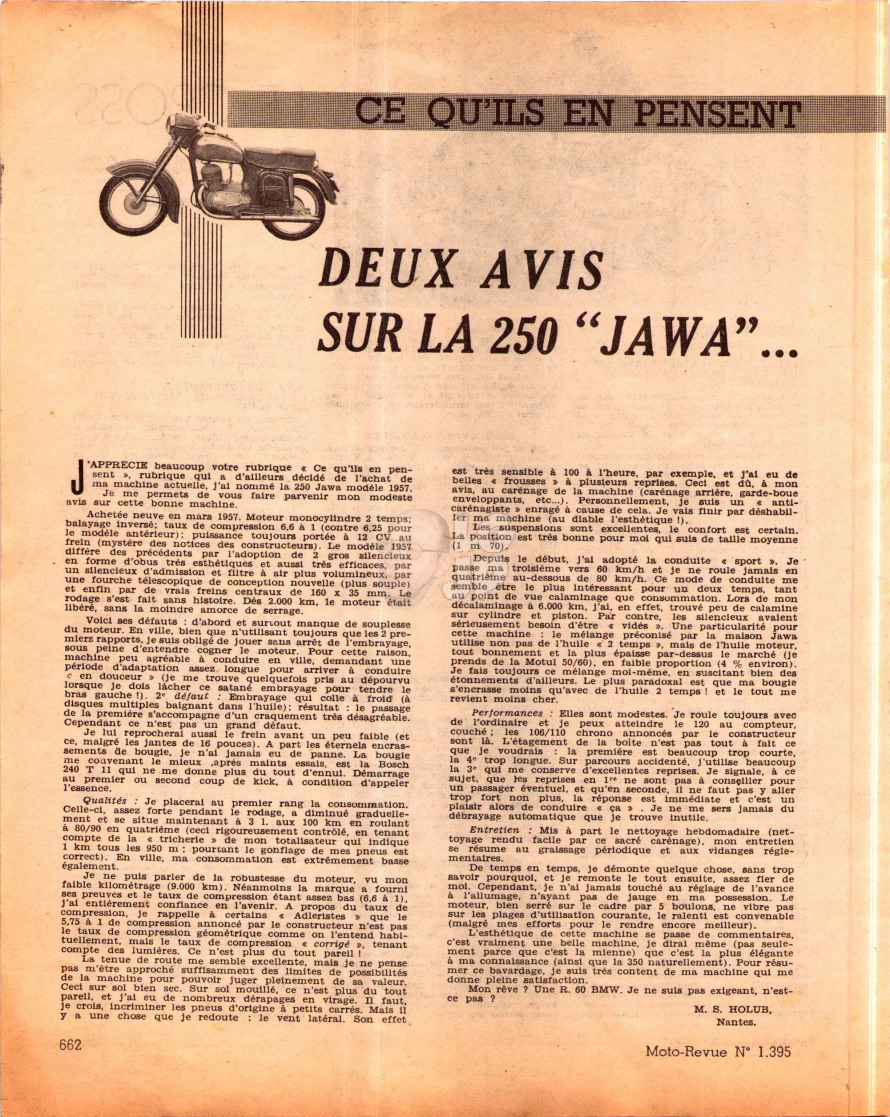 CE QU'ILS EN PENSENT
DEUX AVIS
SUR LA 250 "JAWA"...
J'APPRECIE beaucoup votre rubrique « Ce qu'ils en pen-
sent », rubrique qui a d'ailleurs décidé de l'achat de
ma machine actuelle, j'ai nommé la 250 Jawa modèle 1957.
Je me permets de vous faire parvenir mon modeste
avis sur cette bonne machine.
Achetée neuve en mars 1957. Moteur monocylindre 2 temps;
balayage inversé; taux de compression 6,6 à 1 (contre 6,25 pour
le modèle antérieur); puissance toujours portée à 12 CV au
frein (mystère des notices des constructeurs). Le modèle 1957
diffère des précédents par l'adoption de 2 gros silencieux
en forme d'obus très esthétiques et aussi très efficaces, par
un silencieux d'admission et filtre à air plus volumineux, par
une fourche télescopique de conception nouvelle (plus souple)
et enfin par de vrais freins centraux de 160 x 35 mm. Le
rodage s'est fait sans histoire. Dès 2.000 km, le moteur était
libéré, sans la moindre amorce de serrage.
Voici ses défauts : d'abord et surtout manque de souplesse
du moteur. En ville, bien que n'utilisant toujours que les 2 pre-
miers rapports, je suis obligé de jouer sans arrêt de l'embrayage,
sous peine d'entendre cogner le moteur. Pour cette raison,
machine peu agréable à conduire en ville, demandant une
période d'adaptation assez longue pour arriver à conduire
« en douceur » (je me trouve quelquefois pris au dépourvu
lorsque je dois lâcher ce satané embrayage pour tendre le
bras gauche !). 2e défaut : Embrayage qui colle à froid (à
disques multiples baignant dans l'huile); résultat : le passage
de la première s'accompagne d'un craquement très désagréable.
Cependant ce n'est pas un grand défaut.
Je lui reprocherai aussi le frein avant un peu faible (et
ce, malgré les jantes de 16 pouces). A part les éternels encras-
sements de bougie, je n'ai jamais eu de panne. La bougie
me convenant le mieux ,après maints essais, est la Bosch
240 T 11 qui ne me donne plus du tout d'ennui. Démarrage
au premier ou second coup de kick, à condition d'appeler
l'essence.
Qualités : Je placerai au premier rang la consommation.
Celle-ci, assez forte pendant le rodage, a diminué graduelle-
ment et se situe maintenant à 3 l. aux 100 km en roulant
à 80/90 en quatrième (ceci rigoureusement contrôlé, en tenant
compte de la « tricherie » de mon totalisateur qui indique
1 km tous les 950 m ; pourtant le gonflage de mes pneus est
correct). En ville, ma consommation est extrêmement basse
également.
Je ne puis parler de la robustesse du moteur, vu mon
faible kilométrage (9.000 km). Néanmoins la marque a fourni
ses preuves et le taux de compression étant assez bas (6,6 à 1),
j'ai entièrement confiance en l'avenir. A propos du taux de
compression, je rappelle à certains « Adleristes » que le
5,75 à 1 de compression annoncé par le constructeur n'est pas
le taux de compression géométrique comme on l'entend habi-
tuellement, mais le taux de compression « corrigé », tenant
compte des lumières. Ce n'est plus du tout pareil !
La tenue de route me semble excellente, mais je ne pense
pas m'être approché suffisamment des limites de possibilités
de la machine pour pouvoir juger pleinement de sa valeur.
Ceci sur sol bien sec. Sur sol mouillé, ce n'est plus du tout
pareil, et j'ai eu de nombreux dérapages en virage. Il faut,
je crois, incriminer les pneus d'origine à petits carrés. Mais il
y a une chose que je redoute : le vent latéral. Son effet
est très sensible à 100 à l'heure, par exemple, et j'ai eu de
belles « frousses » à plusieurs reprises. Ceci est dû, à mon
avis, au carénage de la machine (carénage arrière, garde-boue
enveloppants, etc...). Personnellement, je suis un « anti-
carénagiste » enragé à cause de cela. Je vais finir par déshabil-
ler ma machine (au diable l'esthétique !).
Les suspensions sont excellentes, le confort est certain.
La position est très bonne pour moi qui suis de taille moyenne
(1 m 70).
Depuis le début, j'ai adopté la conduite « sport ». Je
passe ma troisième vers 60 km/h et je ne roule jamais en
quatrième au-dessous de 80 km/h. Ce mode de conduite me
semble être le plus intéressant pour un deux temps, tant
au point de vue calaminage que consommation. Lors de mon
décalaminage à 6.000 km, j'ai, en effet, trouvé peu de calamine
sur cylindre et piston. Par contre, les silencieux avaient
sérieusement besoin d'être « vidés ». Une particularité pour
cette machine : le mélange préconisé par la maison Jawa
utilise non pas de l'huile « 2 temps », mais de l'huile moteur,
tout bonnement et la plus épaisse par-dessus le marché (je
prends de la Motul 50/60), en faible proportion (4 % environ).
Je fais toujours ce mélange moi-même, en suscitant bien des
étonnements d'ailleurs. Le plus paradoxal est que ma bougie
s'encrasse moins qu'avec de l'huile 2 temps ! et le tout me
revient moins cher.
Performances : Elles sont modestes. Je roule toujours avec
de l'ordinaire et je peux atteindre le 120 au compteur,
couché ; les 106/110 chrono annoncés par le constructeur
sont là. L'étagement de la boîte n'est pas tout à fait ce
que je voudrais : la première est beaucoup trop courte,
la 4e trop longue. Sur parcours accidenté, j'utilise beaucoup
la 3e qui me conserve d'excellentes reprises. Je signale, à ce
sujet, que les reprises en 1re ne sont pas à conseiller pour
un passager éventuel, et qu'en seconde, il ne faut pas y aller
trop fort non plus, la réponse est immédiate et c'est un
plaisir alors de conduire « ça » . Je ne me sers jamais du
débrayage automatique que je trouve inutile.
Entretien : Mis à part le nettoyage hebdomadaire (net-
toyage rendu facile par ce sacré carénage), mon entretien
se résume au graissage périodique et aux vidanges régle-
mentaires.
De temps en temps, je démonte quelque chose, sans trop
savoir pourquoi, et je remonte le tout ensuite, assez fier de
moi. Cependant, je n'ai jamais touché au réglage de l'avance
à l'allumage, n'ayant pas de jauge en ma possession. Le
moteur, bien serré sur le cadre par 5 boulons, ne vibre pas
sur les plages d'utilisation courante, le ralenti est convenable
(malgré mes efforts pour le rendre encore meilleur).
L'esthétique de cette machine se passe de commentaires,
c'est vraiment une belle machine, je dirai même (pas seule-
ment parce que c'est la mienne) que c'est la plus élégante
à ma connaissance (ainsi que la 350 naturellement). Pour résu-
mer ce bavardage, je suis très content de ma machine qui me
donne pleine satisfaction.
Mon rêve ? Une R. 60 BMW. Je ne suis pas exigeant, n'est-
ce pas ?
M. S. HOLUB,
Nantes.
662
Moto-Revue N° 1.395